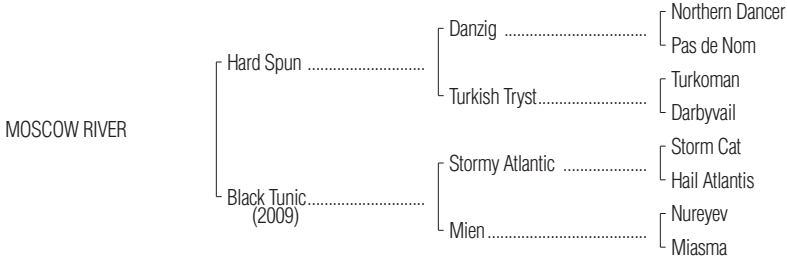 Northern Dancer
Danzig ..................................
Pas de Nom
Hard Spun ............................
Turkoman
Turkish Tryst..........................
Darbyvail
MOSCOW RIVER
Storm Cat
Stormy Atlantic ....................
Hail Atlantis
Black Tunic............................
(2009)
Nureyev
Mien......................................
Miasma